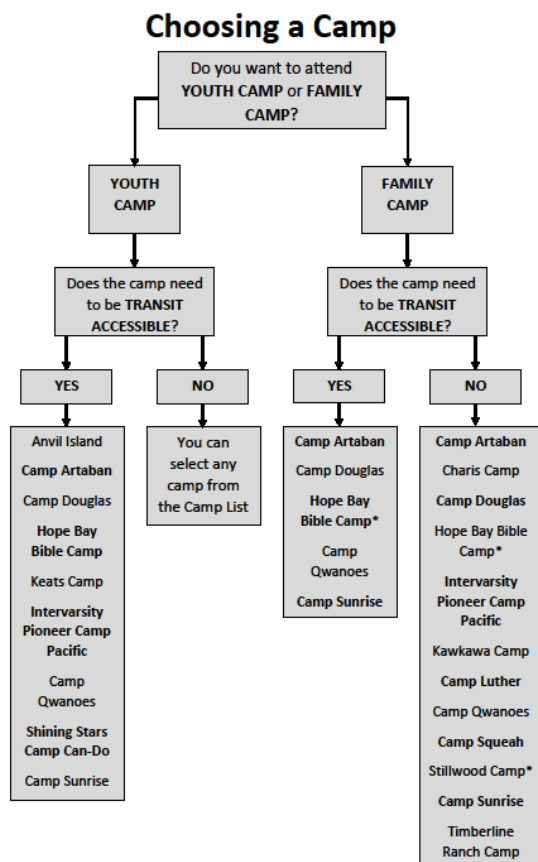 Choosing a Camp
Do you want to attend
YOUTH CAMP or FAMILY
CAMP?
YOUTH
CAMP
FAMILY
CAMP
Does the camp need
to be TRANSIT
ACCESSIBLE?
Does the camp need
to be TRANSIT
ACCESSIBLE?
YES
NO
YES
NO
Anvil Island
Camp Artaban
Camp Douglas
Hope Bay
Bible Camp
Keats Camp
Intervarsity
Pioneer Camp
Pacific
Camp
Qwanoes
Shining Stars
Camp Can-Do
Camp Sunrise
You can
select any
camp from
the Camp List
Camp Artaban
Camp Douglas
Hope Bay
Bible Camp*
Camp
Qwanoes
Camp Sunrise
Camp Artaban
Charis Camp
Camp Douglas
Hope Bay Bible
Camp*
Intervarsity
Pioneer Camp
Pacific
Kawkawa Camp
Camp Luther
Camp Qwanoes
Camp Squeah
Stillwood Camp*
Camp Sunrise
Timberline
Ranch Camp